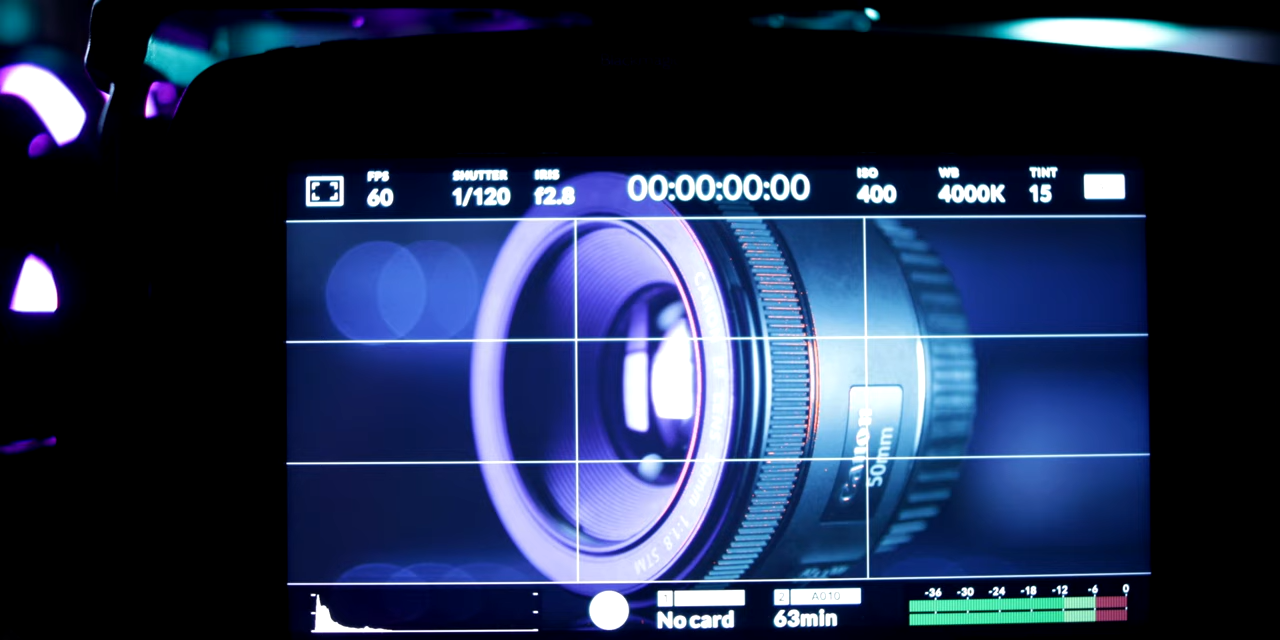 FPS
60
SHUTTER
1/120
IRIS
f2.8
00:00:00:00
ISO
400
WB
4000K
TINT
15
Canon
50mm
1:1.8 STM
1
No card
2 A010
63min
-36 -30 -24 -18 -12 -6 0